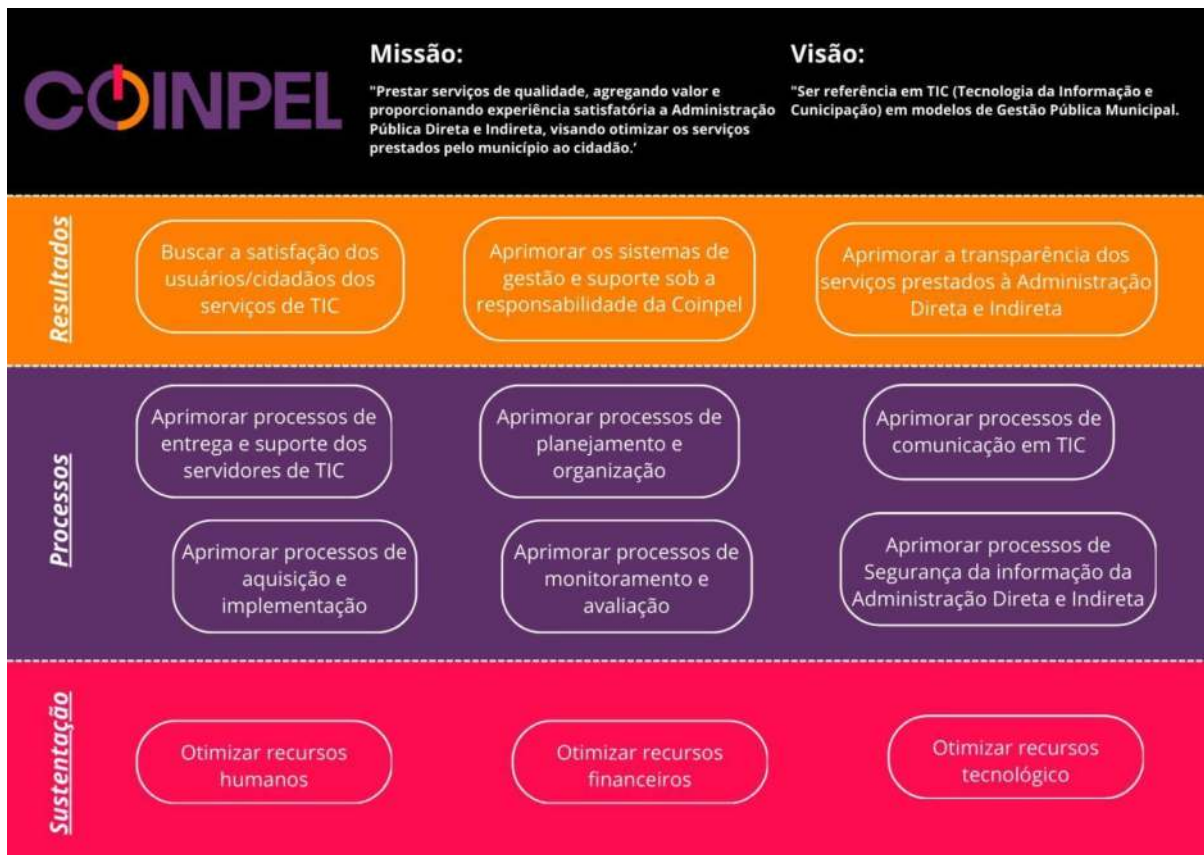 COINPEL
Missão:
"Prestar serviços de qualidade, agregando valor e
proporcionando experiência satisfatória a Administração
Pública Direta e Indireta, visando otimizar os serviços
prestados pelo município ao cidadão.'
Visão:
"Ser referência em TIC (Tecnologia da Informação e
Cunicipação) em modelos de Gestão Pública Municipal.
Resultados
Buscar a satisfação dos
usuários/cidadãos dos
serviços de TIC
Aprimorar os sistemas de
gestão e suporte sob a
responsabilidade da Coinpel
Aprimorar a transparência dos
serviços prestados à Administração
Direta e Indireta
Processos
Aprimorar processos de
entrega e suporte dos
servidores de TIC
Aprimorar processos de
planejamento e
organização
Aprimorar processos de
comunicação em TIC
Aprimorar processos de
aquisição e
implementação
Aprimorar processos de
monitoramento e
avaliação
Aprimorar processos de
Segurança da informação da
Administração Direta e Indireta
Sustentação
Otimizar recursos
humanos
Otimizar recursos
financeiros
Otimizar recursos
tecnológico